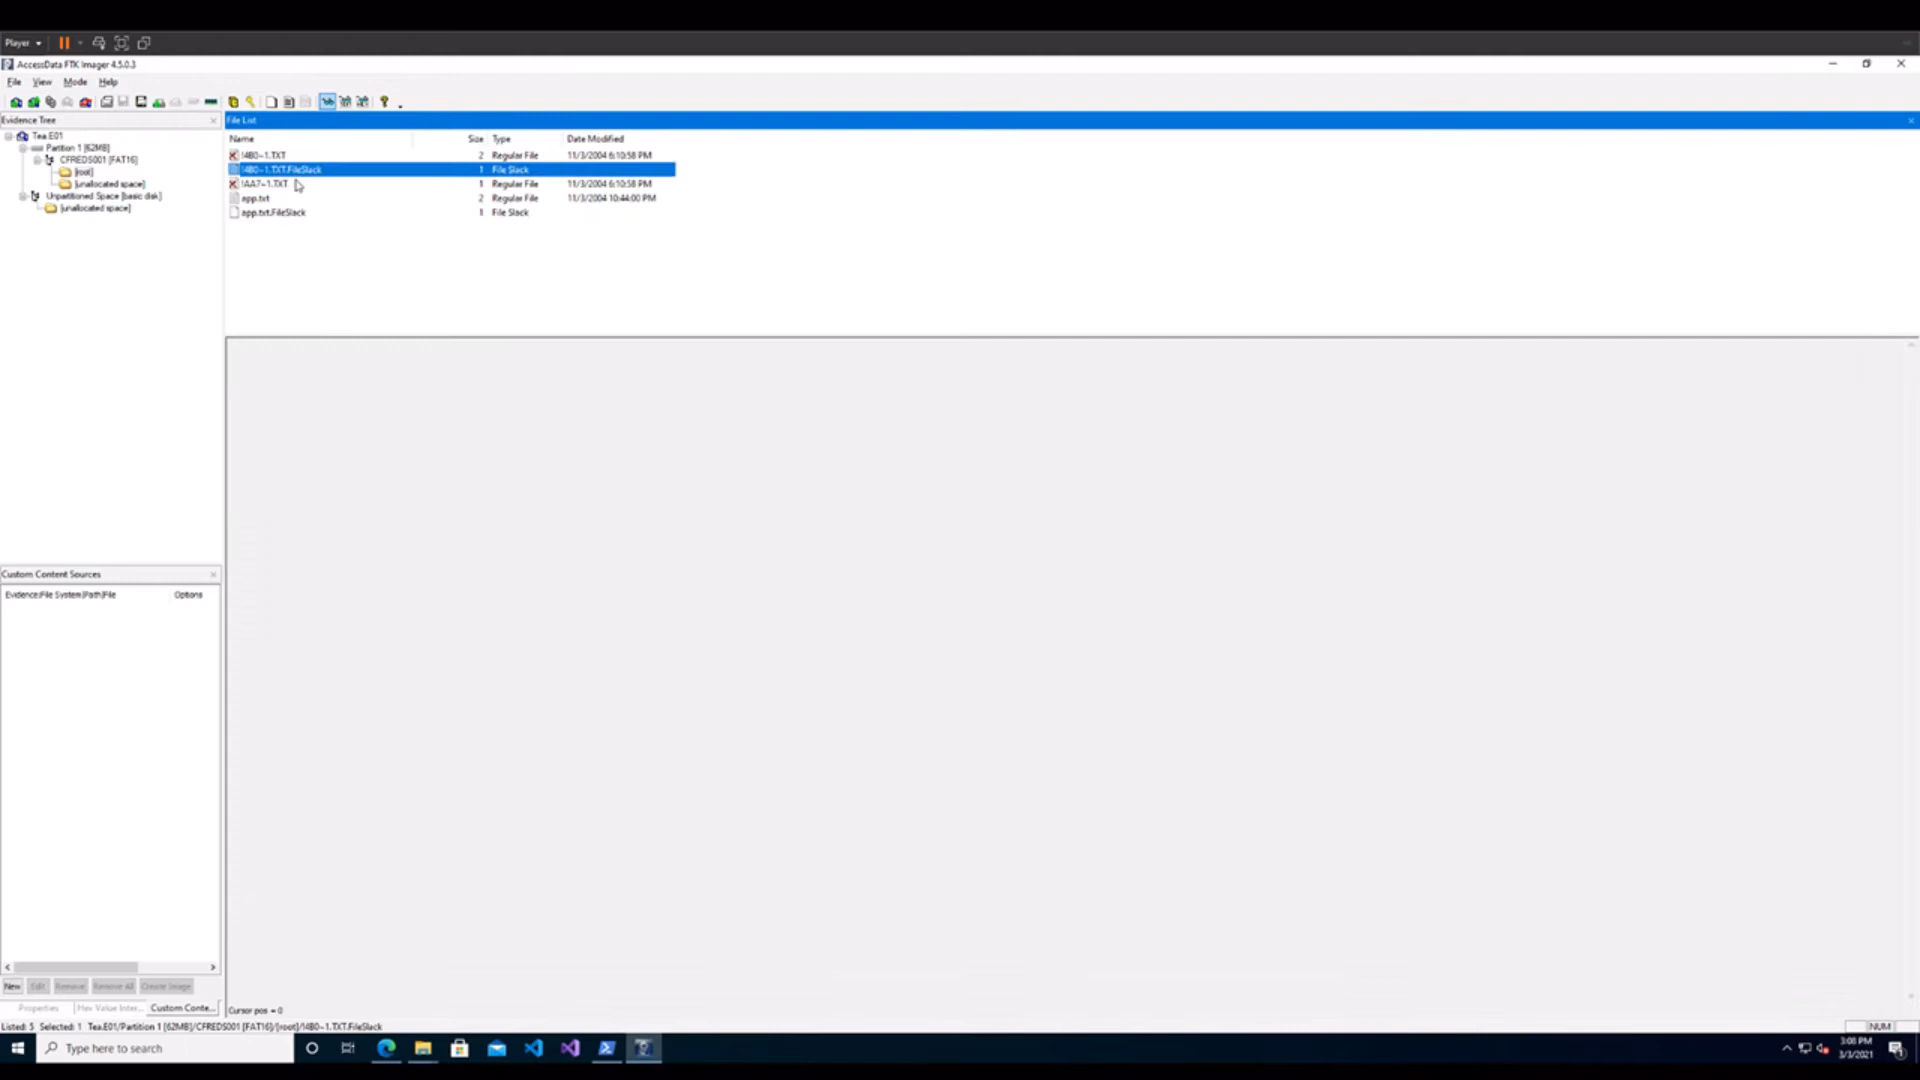 Player
AccessData FTK Imager 4.5.0.3
File View Mode Help
Evidence Tree
Tea.E01
Partition 1 [62MB]
CFREDS001 [FAT16]
[root]
[unallocated space]
Unpartitioned Space [basic disk]
[unallocated space]
File List
Name Size Type Date Modified
!4B0~1.TXT 2 Regular File 11/3/2004 6:10:58 PM
!4B0~1.TXT.FileSlack 1 File Slack
!AA7~1.TXT 1 Regular File 11/3/2004 6:10:58 PM
app.txt 2 Regular File 11/3/2004 10:44:00 PM
app.txt.FileSlack 1 File Slack
Custom Content Sources
Evidence:File System|Path|File Options
New Edit Remove Remove All Create Image
Properties Hex Value Inter... Custom Conte...
Cursor pos = 0
Listed: 5 Selected: 1 Tea.E01/Partition 1 [62MB]/CFREDS001 [FAT16]/[root]/!4B0~1.TXT.FileSlack
NUM
Type here to search
3:08 PM
3/3/2021